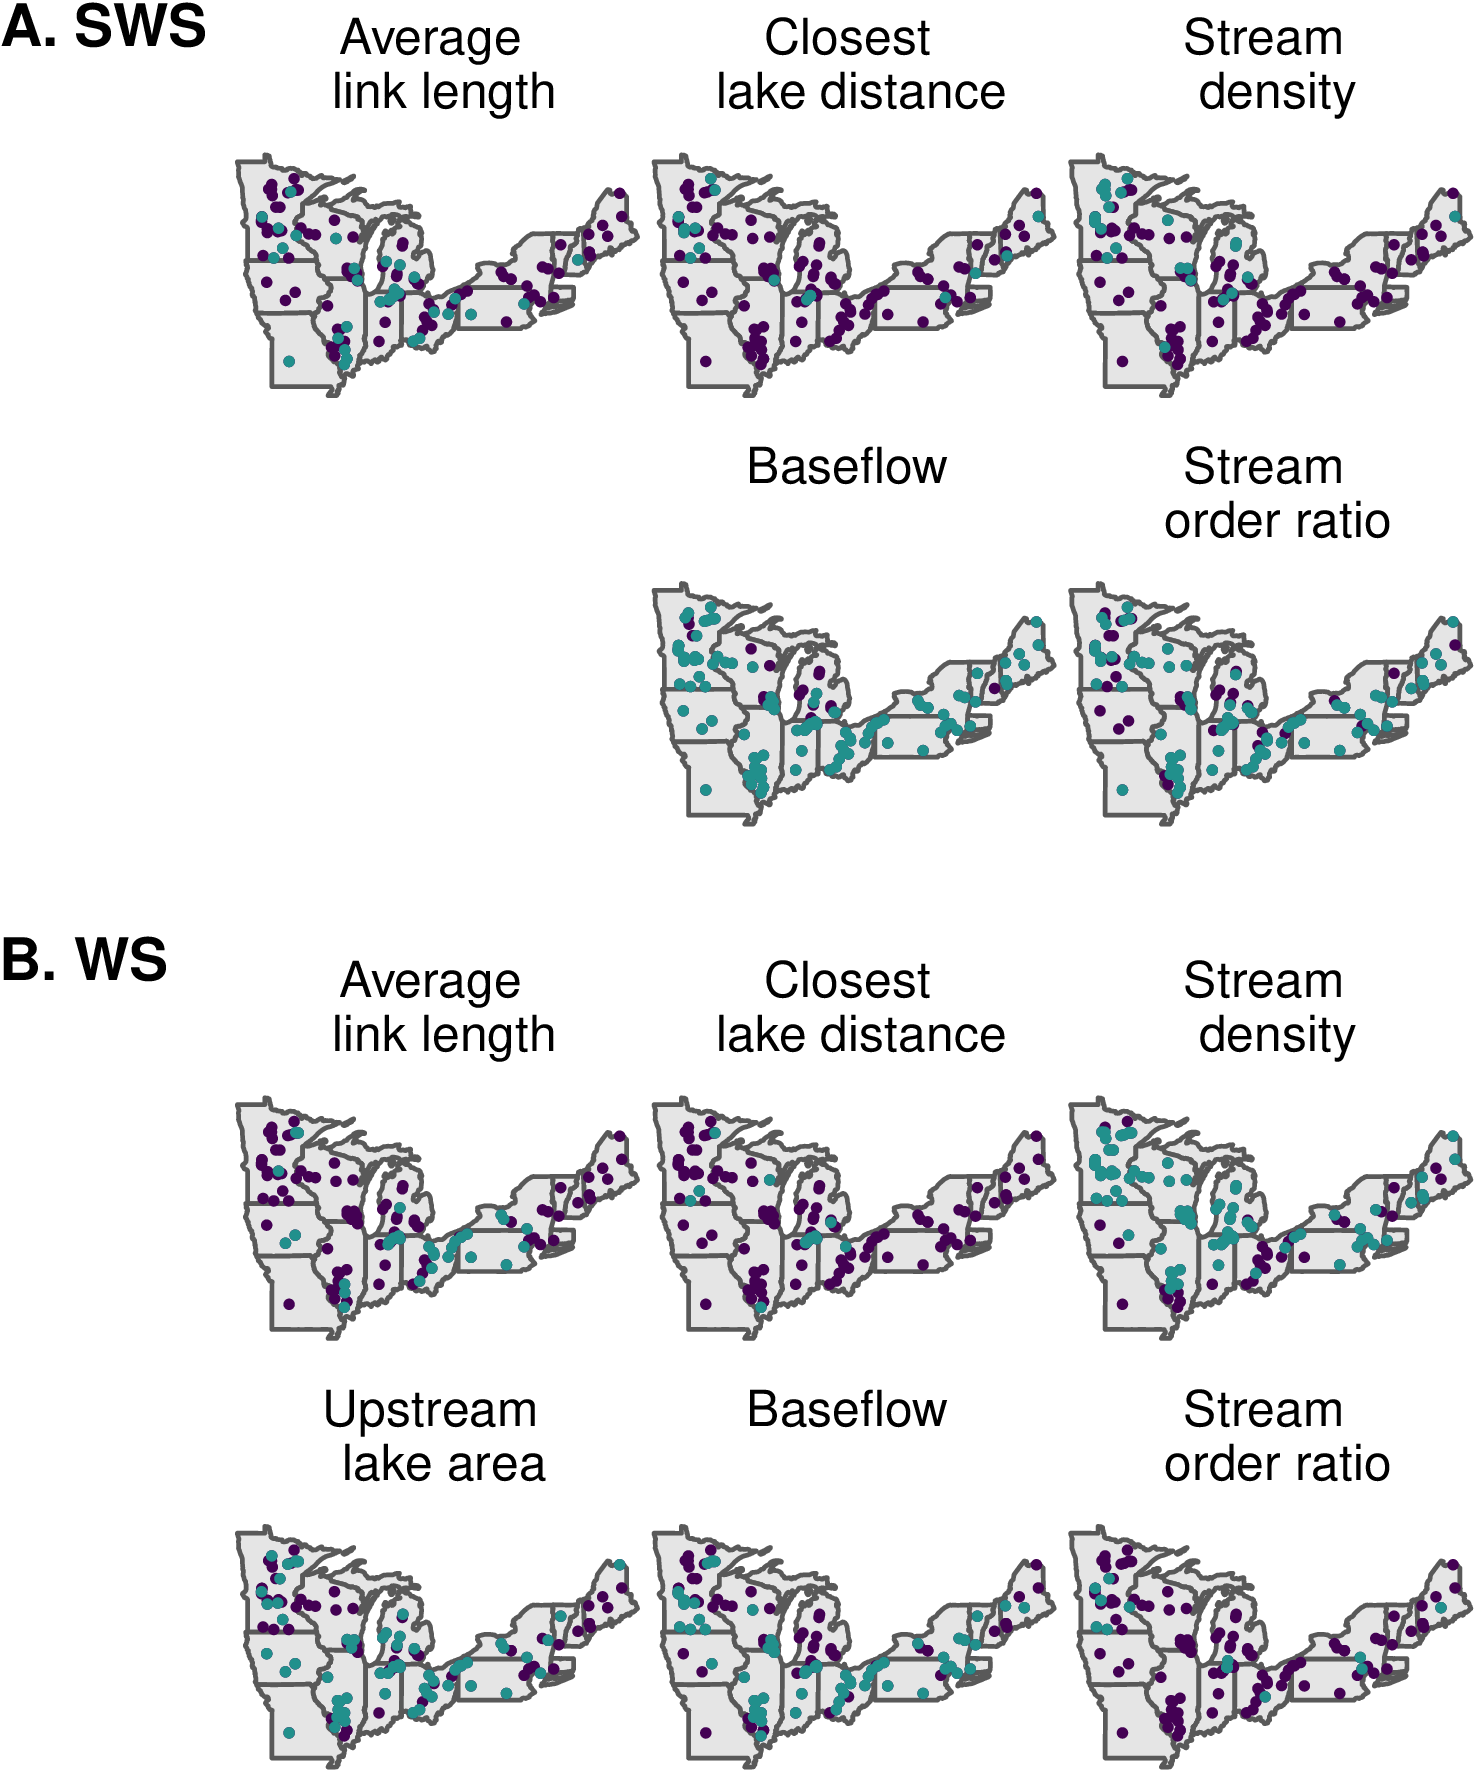 A. SWS
Average
link length
Closest
lake distance
Stream
density
Baseflow
Stream
order ratio
B. WS
Average
link length
Closest
lake distance
Stream
density
Upstream
lake area
Baseflow
Stream
order ratio